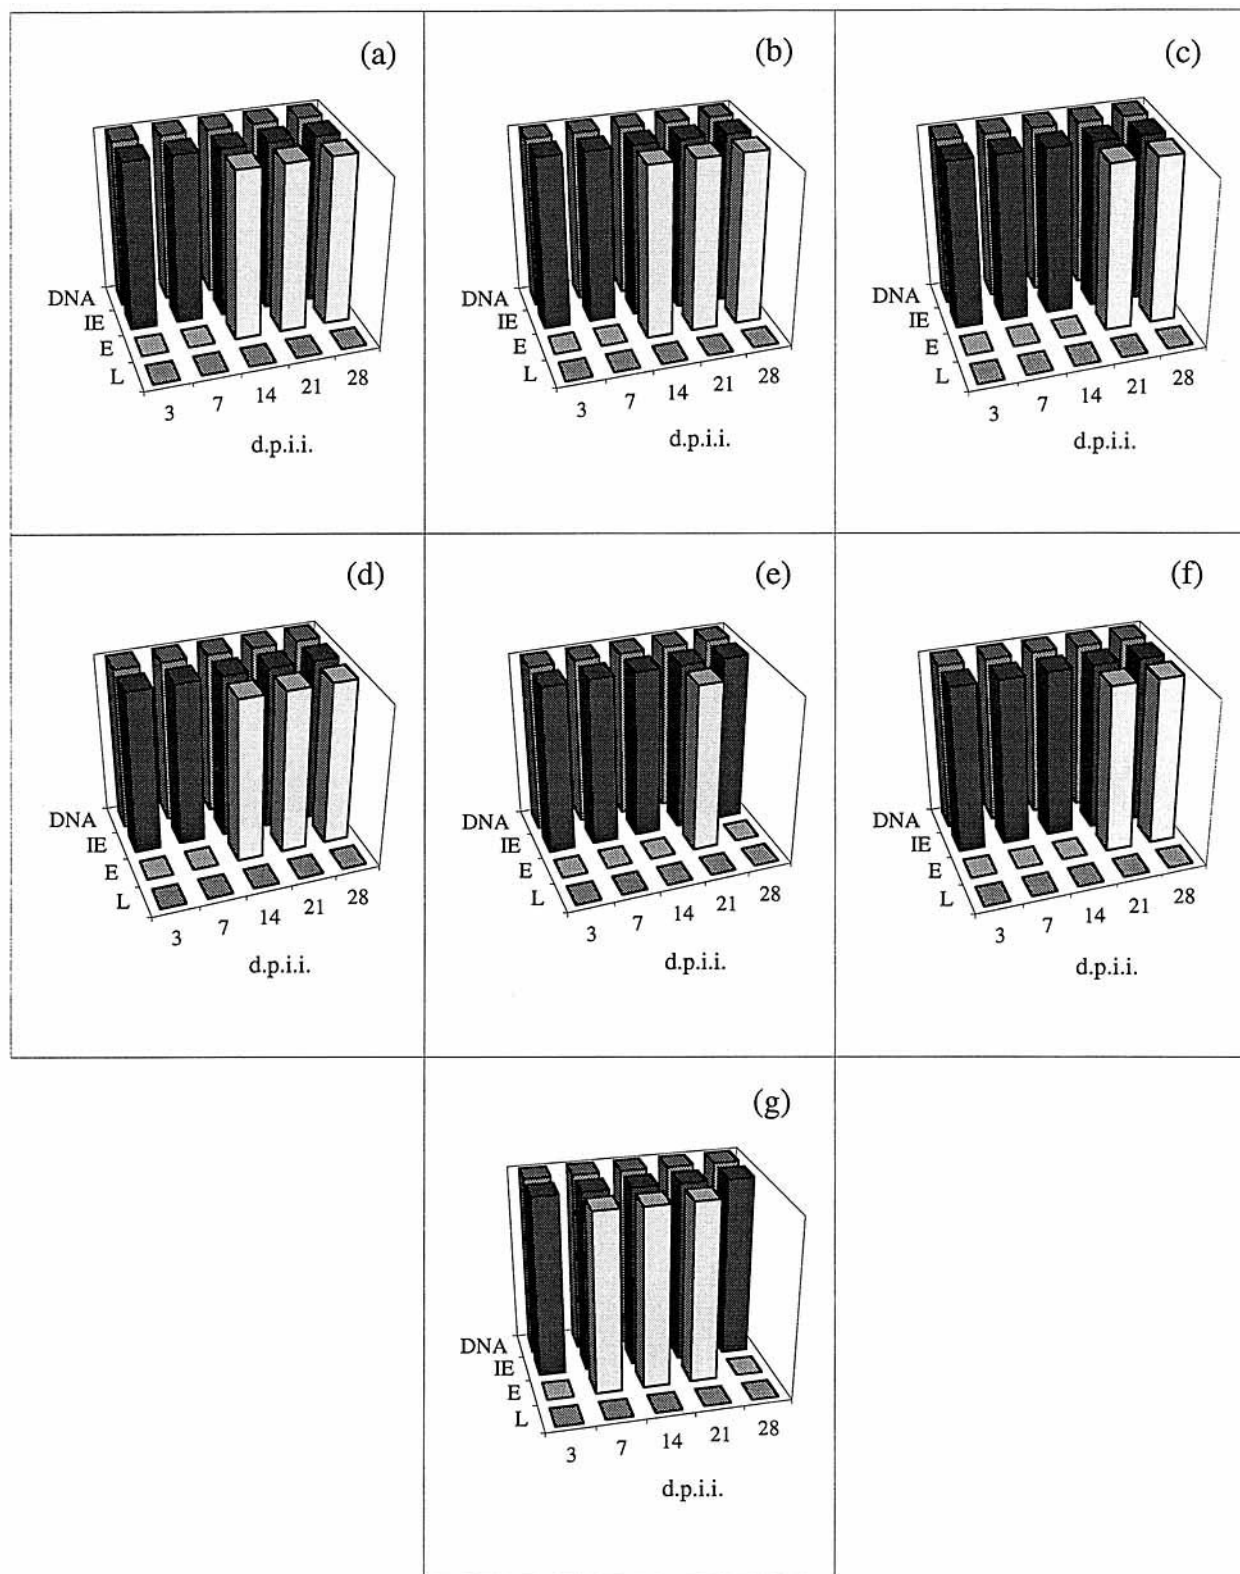 (a)
DNA
IE
E
L
3 7 14 21 28
d.p.i.i.
(b)
DNA
IE
E
L
3 7 14 21 28
d.p.i.i.
(c)
DNA
IE
E
L
3 7 14 21 28
d.p.i.i.
(d)
DNA
IE
E
L
3 7 14 21 28
d.p.i.i.
(e)
DNA
IE
E
L
3 7 14 21 28
d.p.i.i.
(f)
DNA
IE
E
L
3 7 14 21 28
d.p.i.i.
(g)
DNA
IE
E
L
3 7 14 21 28
d.p.i.i.